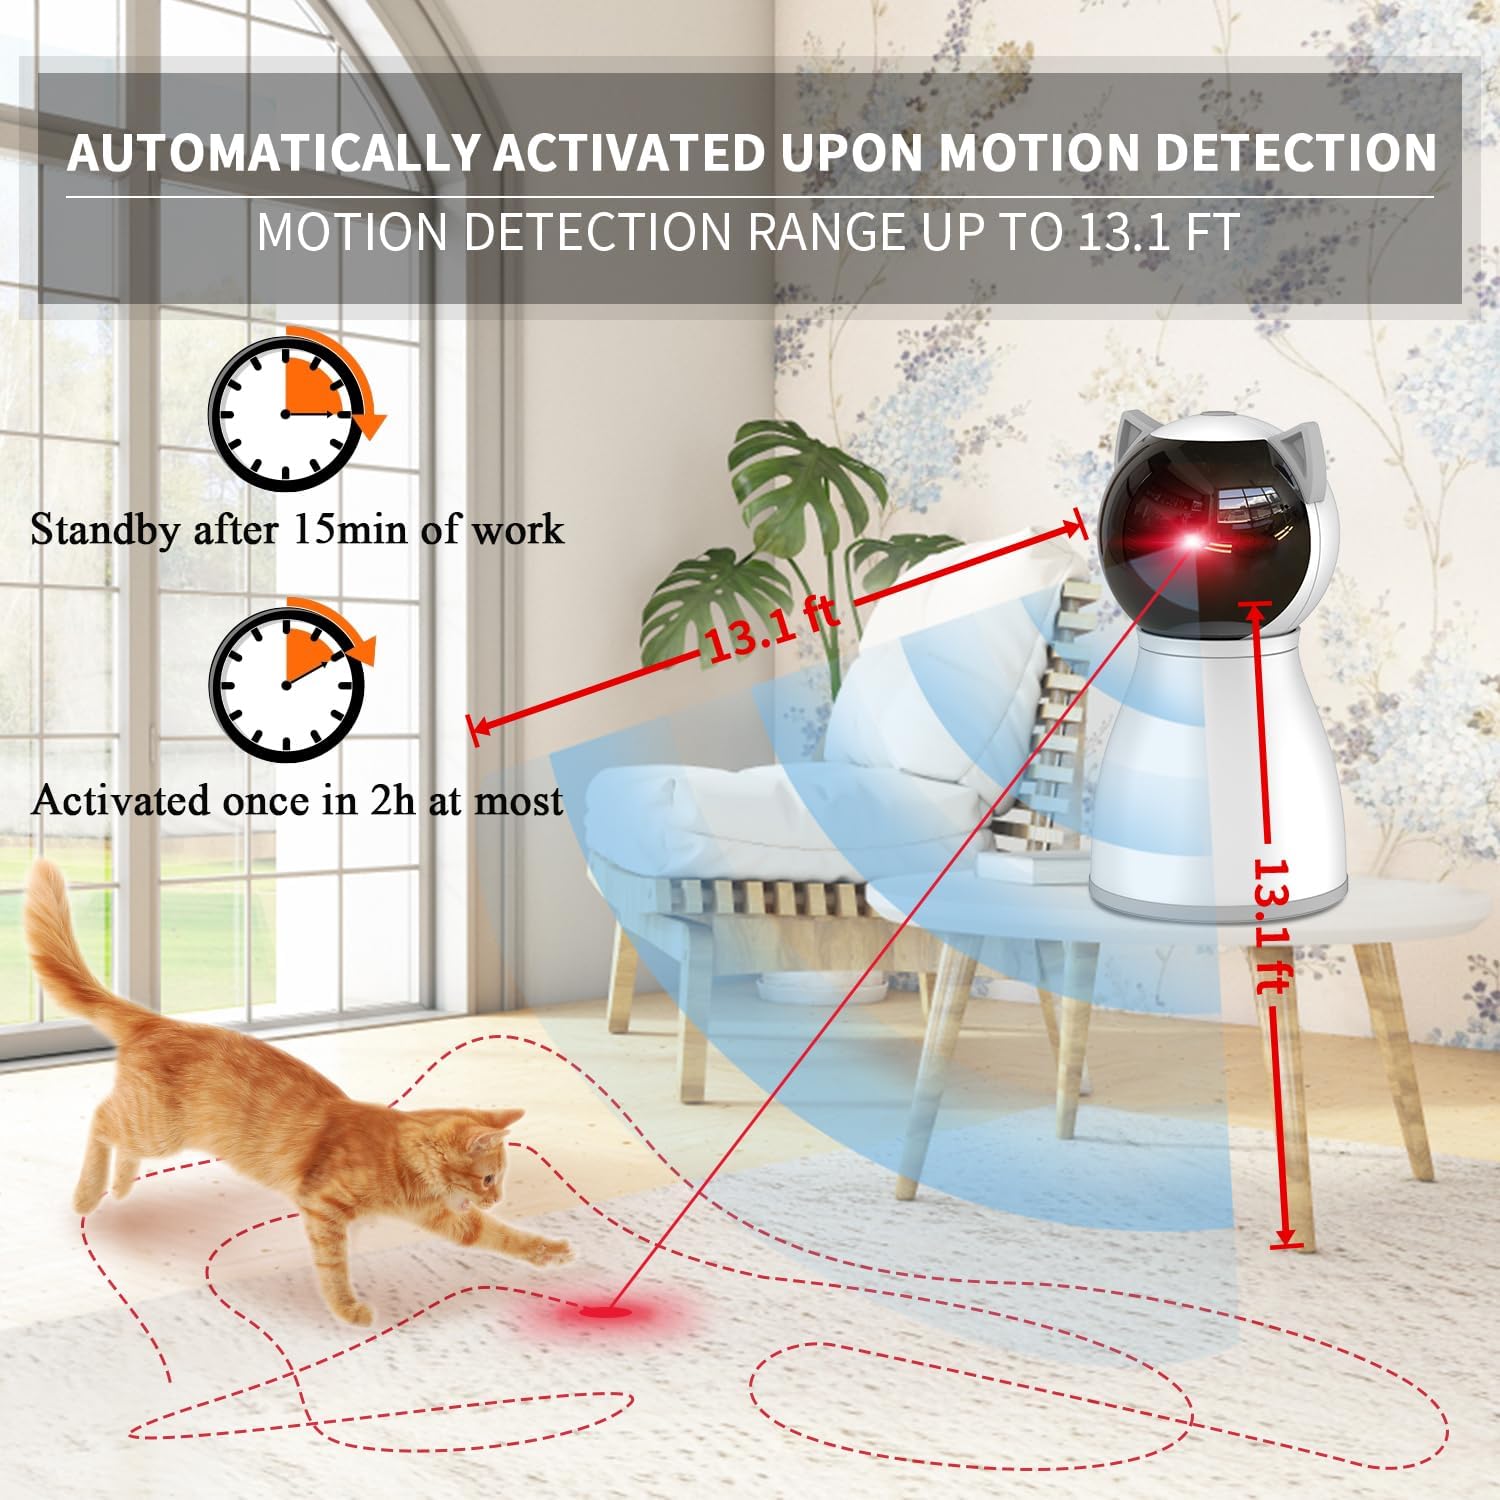 AUTOMATICALLY ACTIVATED UPON MOTION DETECTION
MOTION DETECTION RANGE UP TO 13.1 FT
Standby after 15min of work
13.1 ft
Activated once in 2h at most
13.1 ft